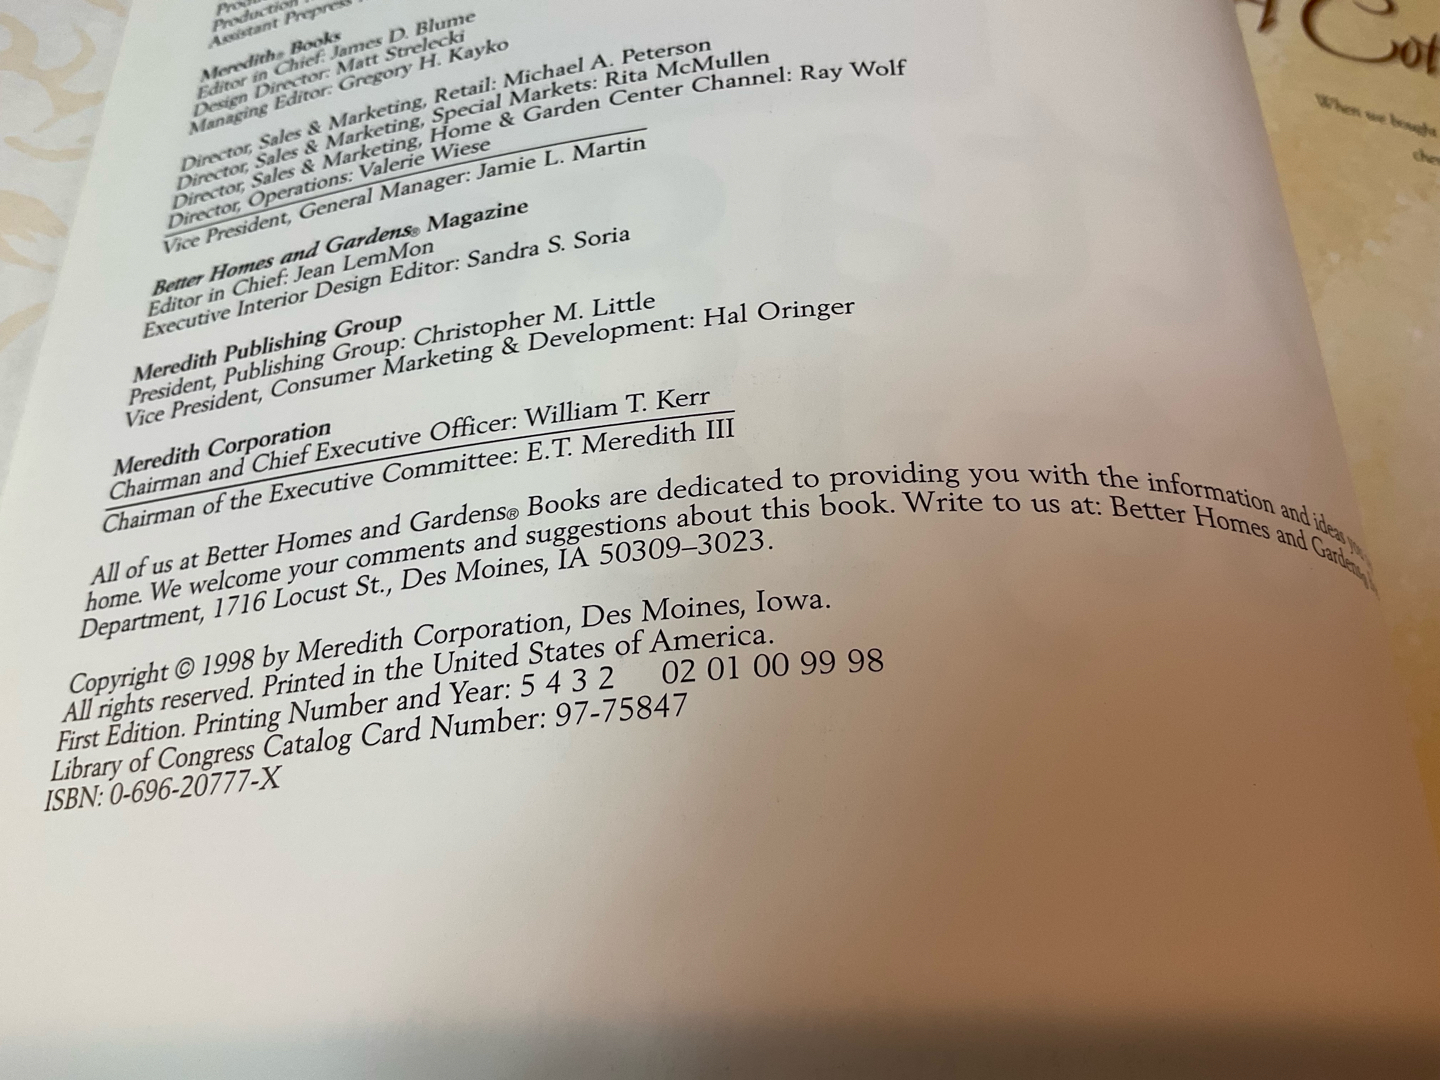 Production
Assistant Prepress
Meredith® Books
Editor in Chief: James D. Blume
Design Director: Matt Strelecki
Managing Editor: Gregory H. Kayko
Director, Sales & Marketing, Retail: Michael A. Peterson
Director, Sales & Marketing, Special Markets: Rita McMullen
Director, Sales & Marketing, Home & Garden Center Channel: Ray Wolf
Director, Operations: Valerie Wiese
Vice President, General Manager: Jamie L. Martin
Better Homes and Gardens® Magazine
Editor in Chief: Jean LemMon
Executive Interior Design Editor: Sandra S. Soria
Meredith Publishing Group
President, Publishing Group: Christopher M. Little
Vice President, Consumer Marketing & Development: Hal Oringer
Meredith Corporation
Chairman and Chief Executive Officer: William T. Kerr
Chairman of the Executive Committee: E.T. Meredith III
All of us at Better Homes and Gardens® Books are dedicated to providing you with the information and ideas
home. We welcome your comments and suggestions about this book. Write to us at: Better Homes and Gardens®
Department, 1716 Locust St., Des Moines, IA 50309–3023.
Copyright © 1998 by Meredith Corporation, Des Moines, Iowa.
All rights reserved. Printed in the United States of America.
First Edition. Printing Number and Year: 5 4 3 2 02 01 00 99 98
Library of Congress Catalog Card Number: 97-75847
ISBN: 0-696-20777-X
A Cot
When we bought